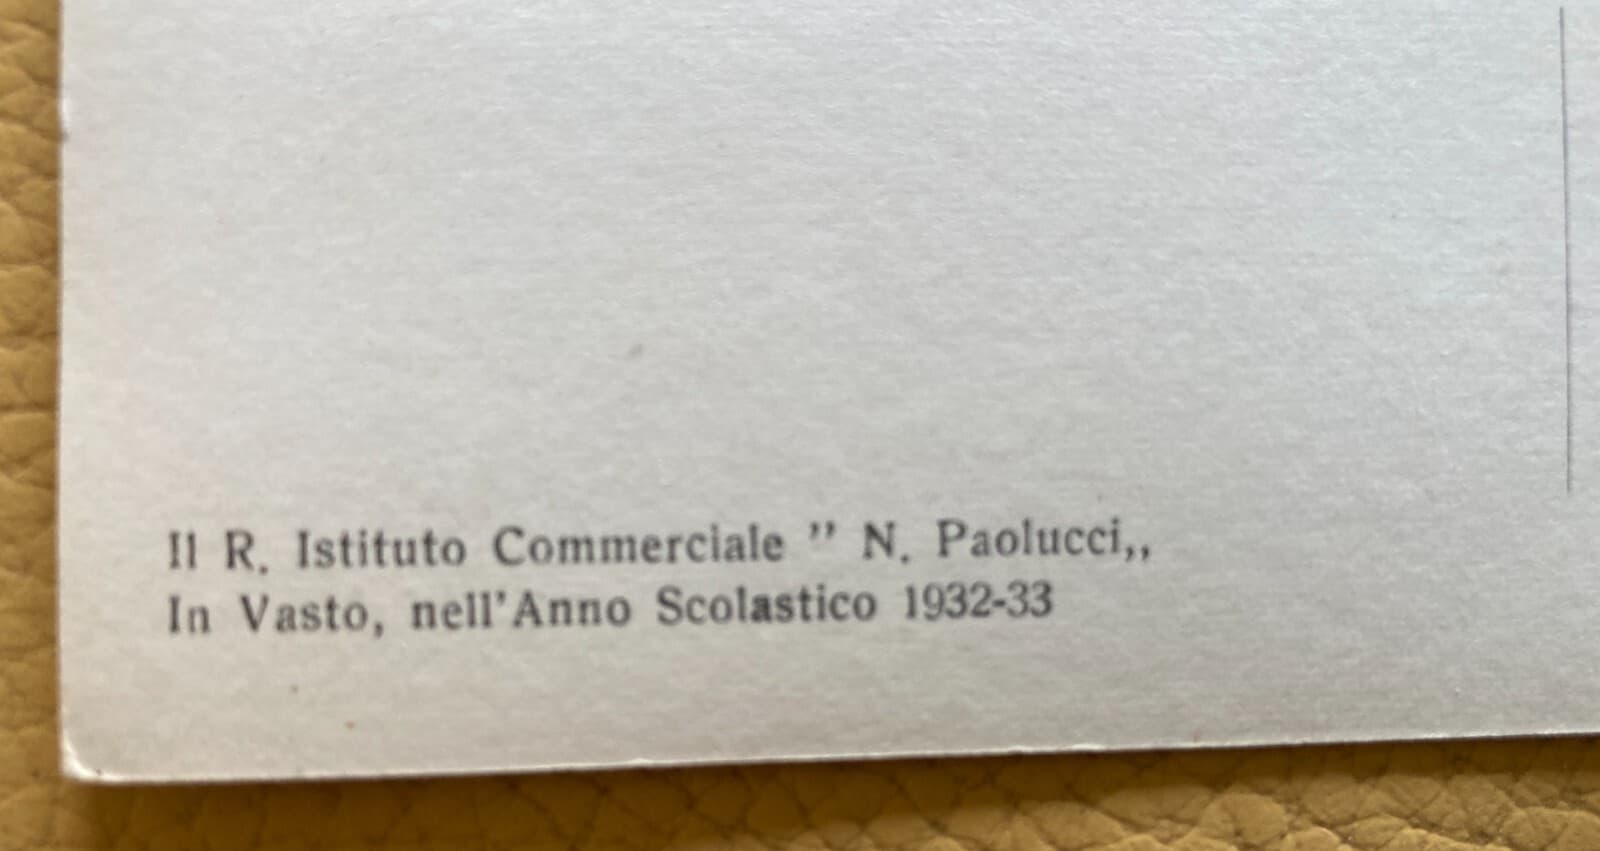 Il R. Istituto Commerciale ” N. Paolucci,,
In Vasto, nell'Anno Scolastico 1932-33